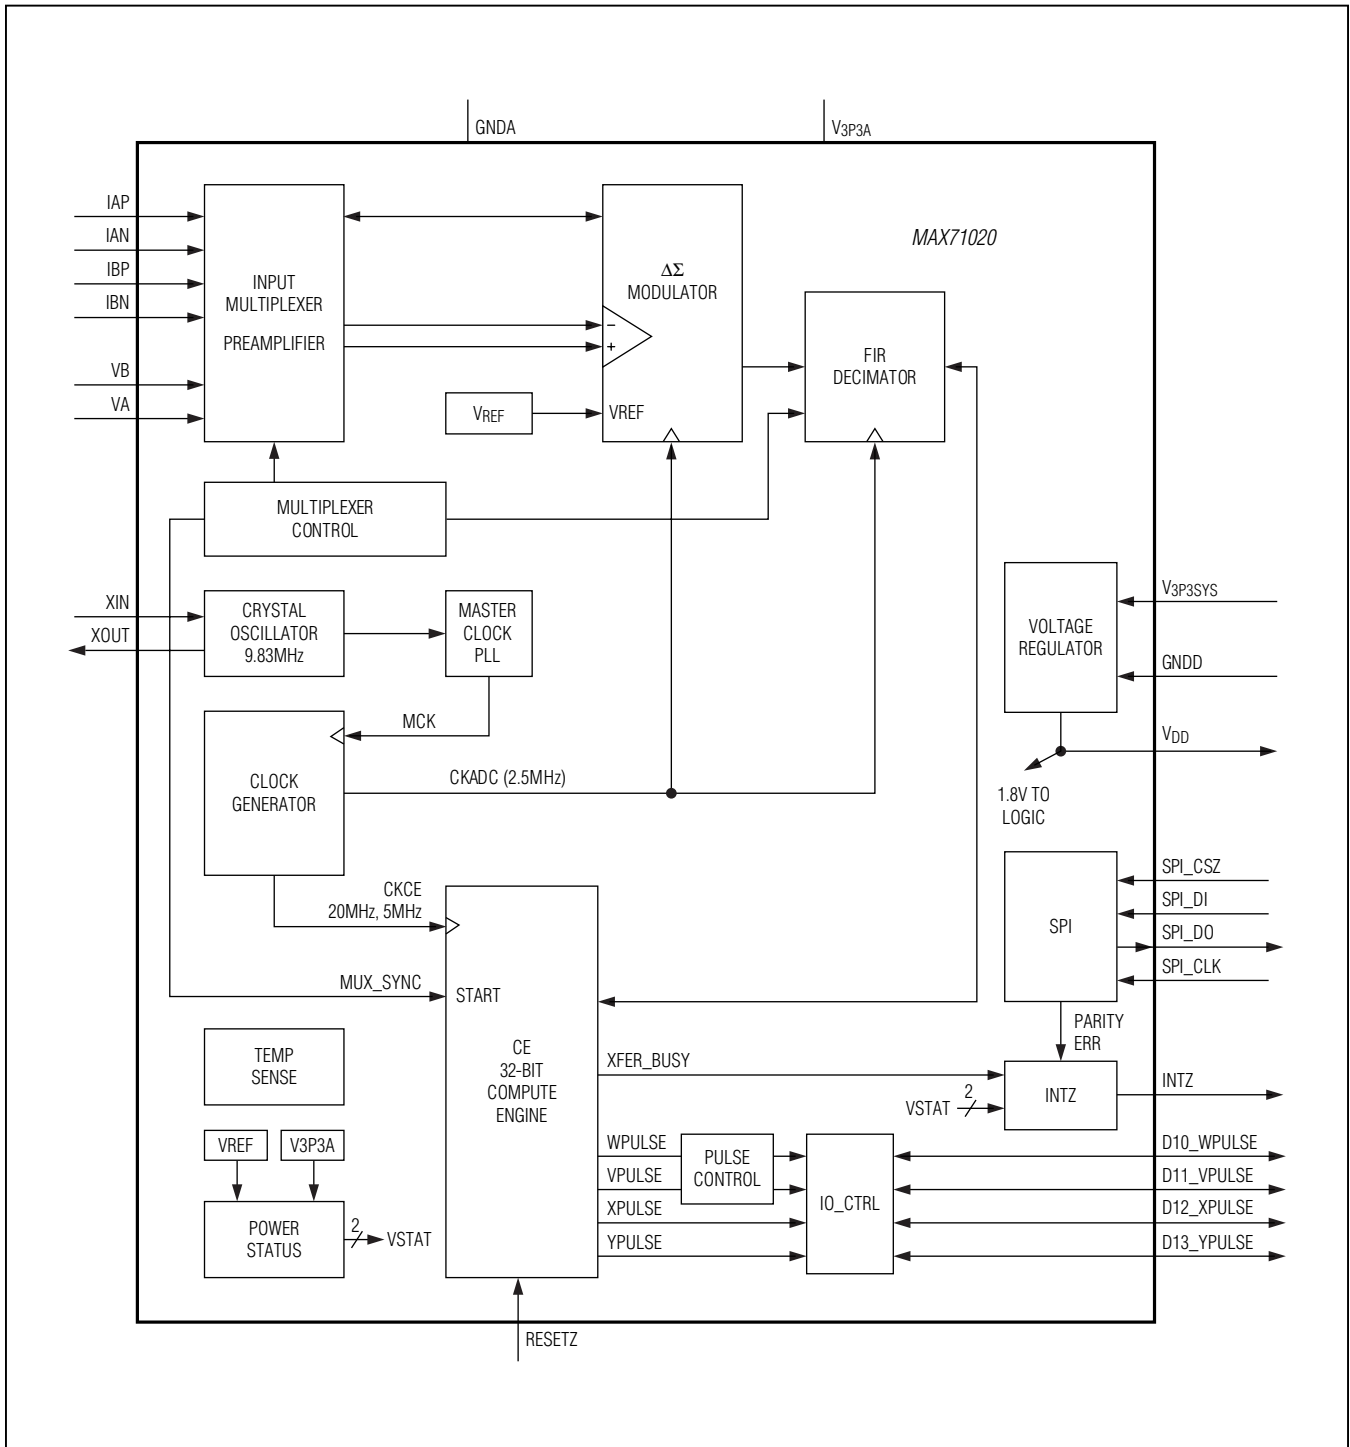 GNDA
V3P3A
MAX71020
IAP
IAN
IBP
IBN
VB
VA
INPUT
MULTIPLEXER
PREAMPLIFIER
ΔΣ
MODULATOR
−
+
VREF
VREF
FIR
DECIMATOR
MULTIPLEXER
CONTROL
XIN
XOUT
CRYSTAL
OSCILLATOR
9.83MHz
MASTER
CLOCK
PLL
MCK
CLOCK
GENERATOR
CKADC (2.5MHz)
VOLTAGE
REGULATOR
V3P3SYS
GNDD
VDD
1.8V TO
LOGIC
CKCE
20MHz, 5MHz
MUX_SYNC
START
CE
32-BIT
COMPUTE
ENGINE
SPI
SPI_CSZ
SPI_DI
SPI_DO
SPI_CLK
PARITY
ERR
TEMP
SENSE
XFER_BUSY
VSTAT
2
INTZ
INTZ
VREF
V3P3A
POWER
STATUS
2
VSTAT
WPULSE
VPULSE
XPULSE
YPULSE
PULSE
CONTROL
IO_CTRL
D10_WPULSE
D11_VPULSE
D12_XPULSE
D13_YPULSE
RESETZ